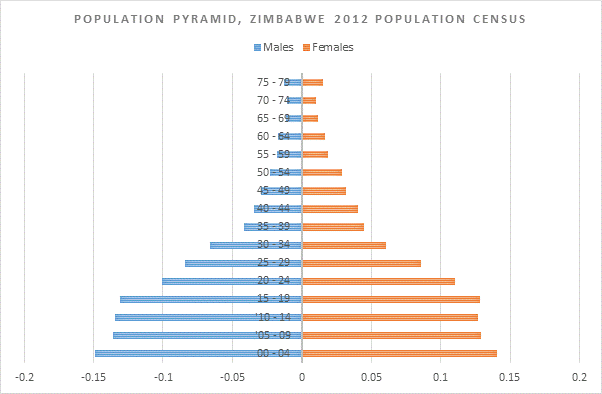 POPULATION PYRAMID, ZIMBABWE 2012 POPULATION CENSUS
Males Females
75 - 79
70 - 74
65 - 69
60 - 64
55 - 59
50 - 54
45 - 49
40 - 44
35 - 39
30 - 34
25 - 29
20 - 24
15 - 19
'10 - 14
'05 - 09
00 - 04
-0.2 -0.15 -0.1 -0.05 0 0.05 0.1 0.15 0.2